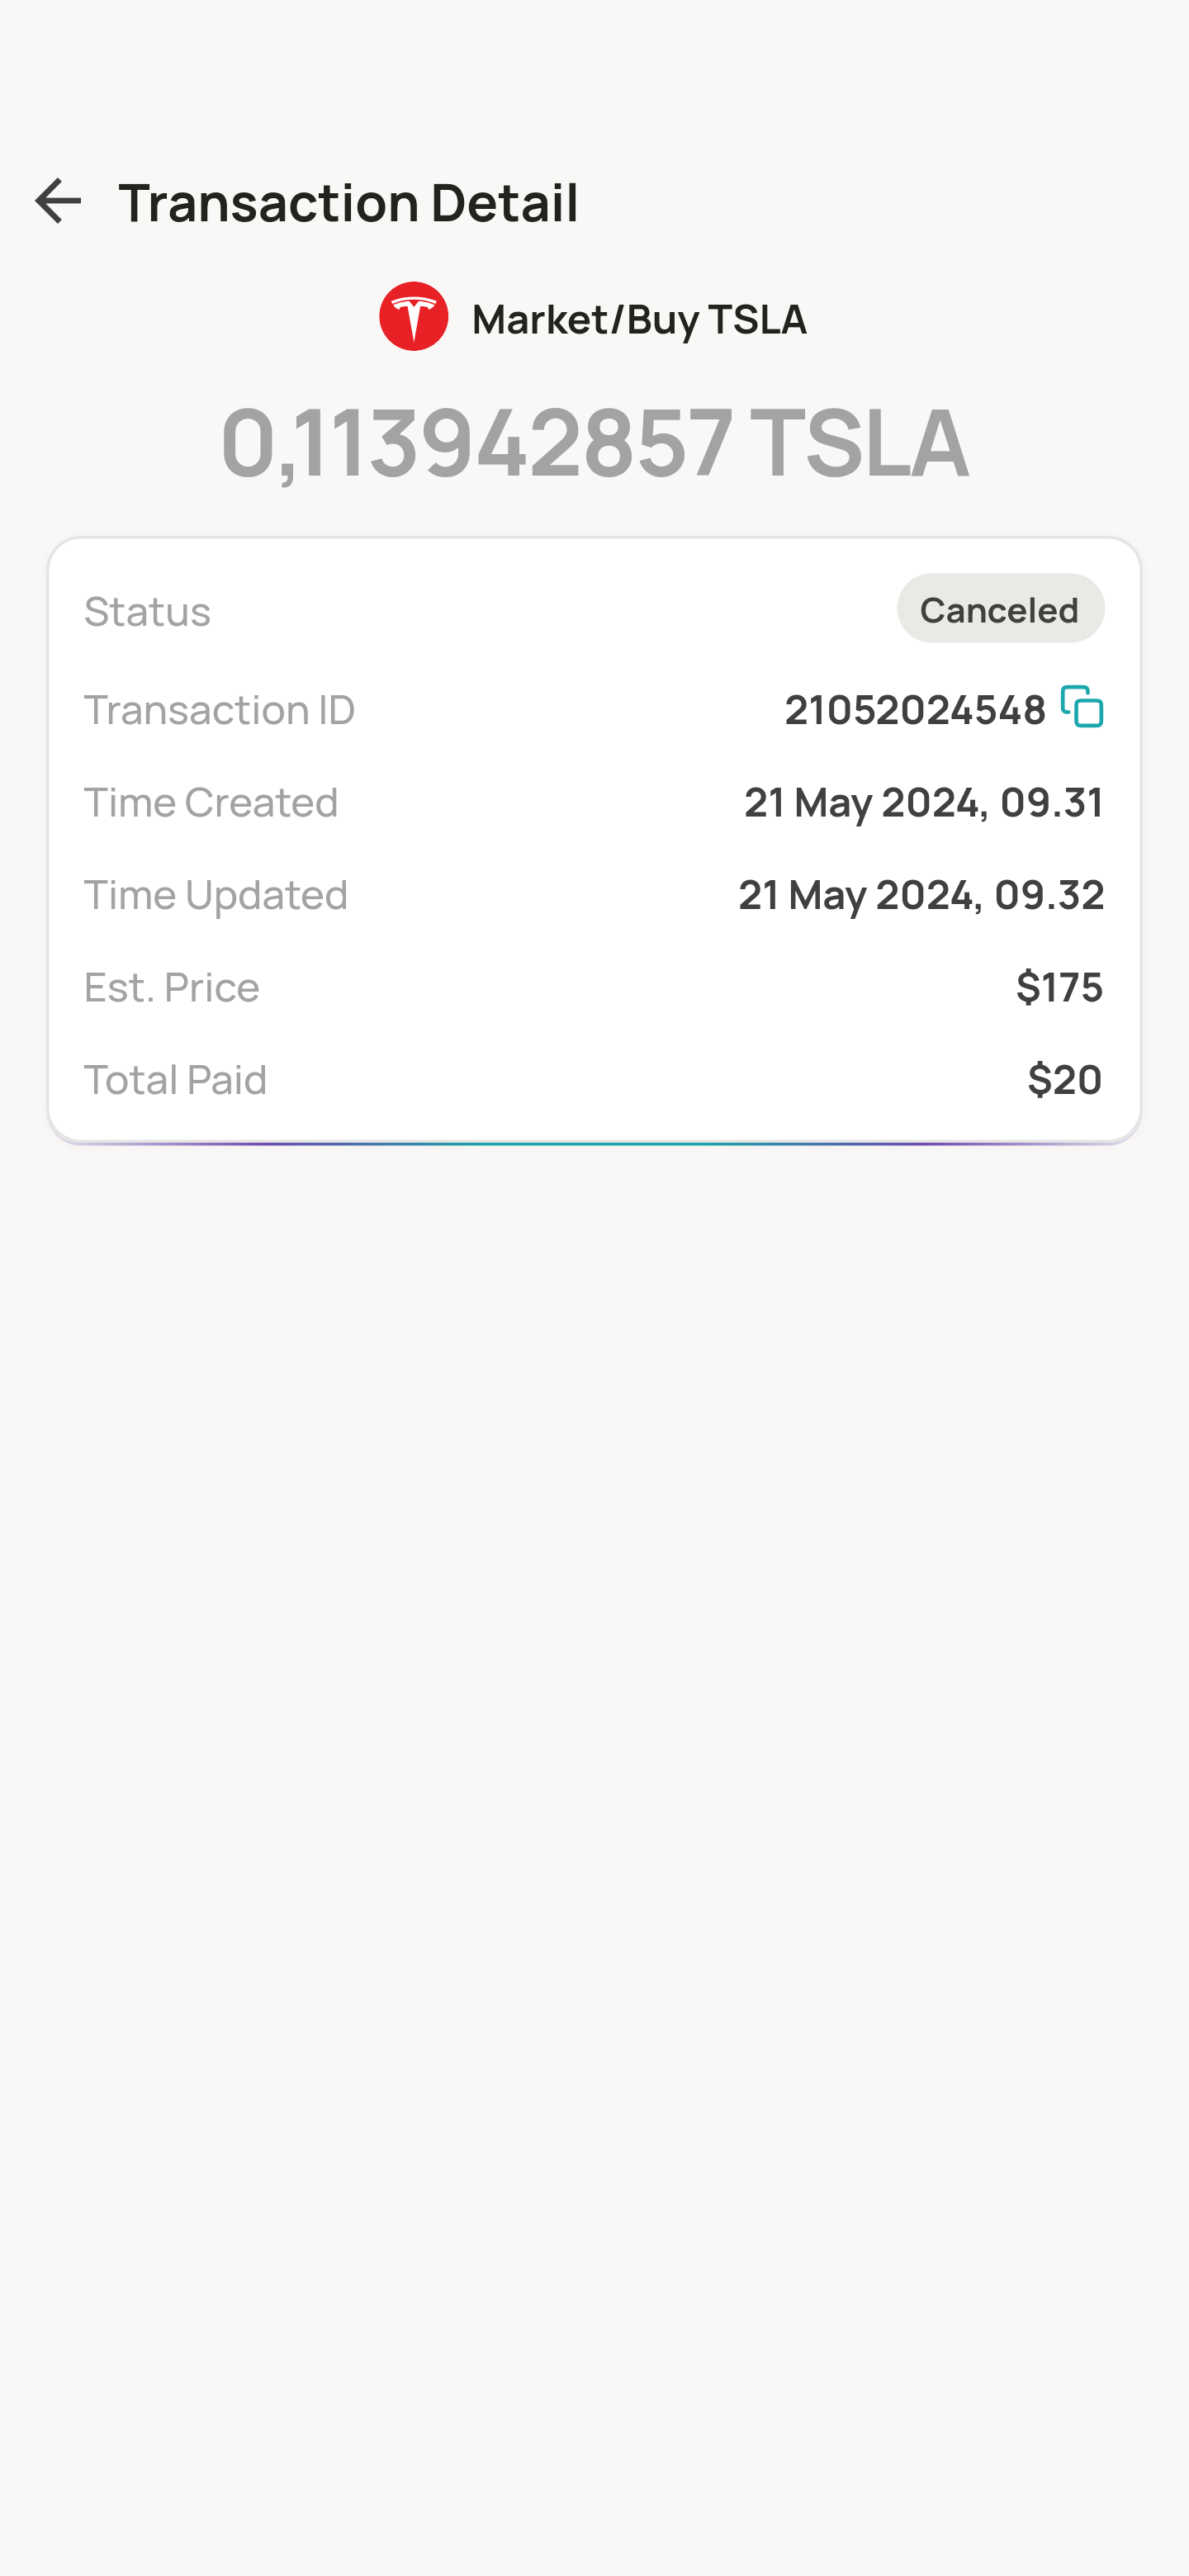 Transaction Detail
Market/Buy TSLA
0,113942857 TSLA
Status Canceled
Transaction ID 21052024548
Time Created 21 May 2024, 09.31
Time Updated 21 May 2024, 09.32
Est. Price $175
Total Paid $20